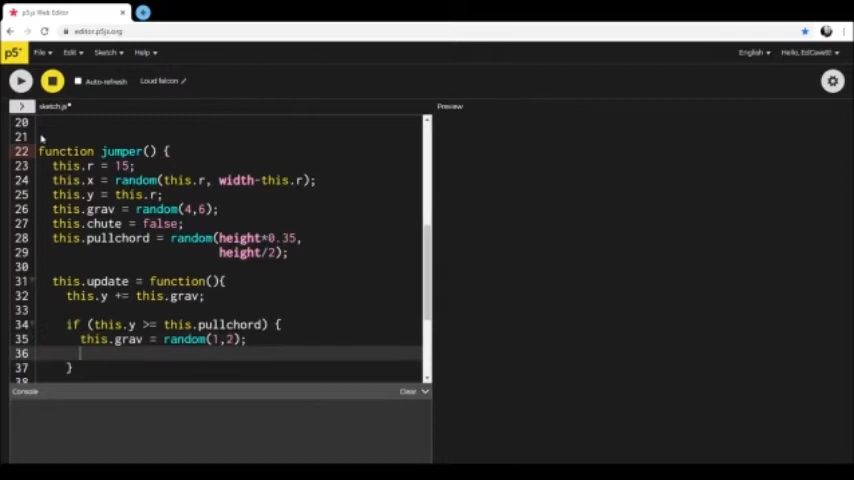 p5.js Web Editor
editor.p5js.org
p5* File Edit Sketch Help English Hello, EdCavett!
Auto-refresh Loud falcon
sketch.js Preview
20
21
22 function jumper() {
23 this.r = 15;
24 this.x = random(this.r, width-this.r);
25 this.y = this.r;
26 this.grav = random(4,6);
27 this.chute = false;
28 this.pullchord = random(height*0.35,
29 height/2);
30
31 this.update = function(){
32 this.y += this.grav;
33
34 if (this.y >= this.pullchord) {
35 this.grav = random(1,2);
36
37 }
38
Console Clear